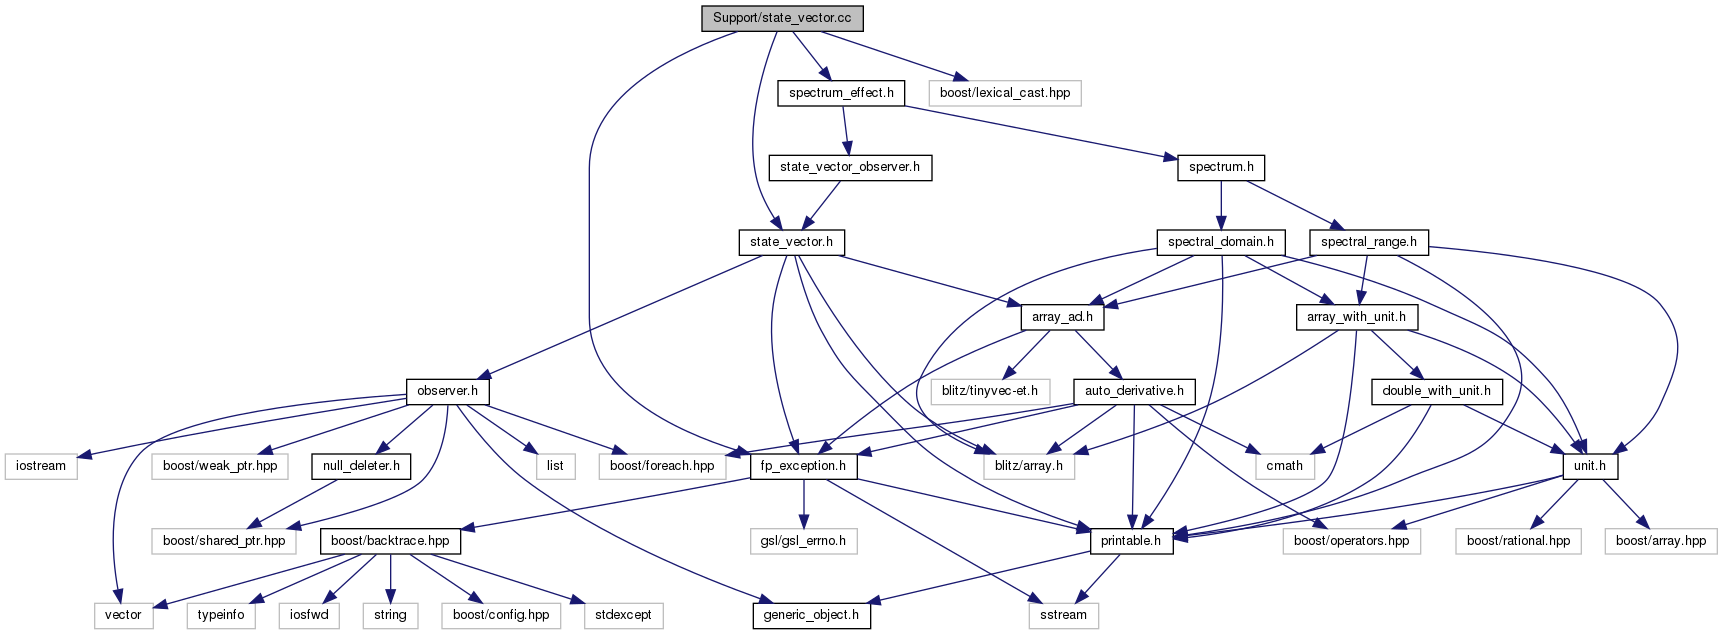 Support/state_vector.cc
spectrum_effect.h
boost/lexical_cast.hpp
state_vector_observer.h
spectrum.h
state_vector.h
spectral_domain.h
spectral_range.h
array_ad.h
array_with_unit.h
observer.h
blitz/tinyvec-et.h
auto_derivative.h
double_with_unit.h
iostream
boost/weak_ptr.hpp
null_deleter.h
list
boost/foreach.hpp
fp_exception.h
blitz/array.h
cmath
unit.h
boost/shared_ptr.hpp
boost/backtrace.hpp
gsl/gsl_errno.h
printable.h
boost/operators.hpp
boost/rational.hpp
boost/array.hpp
vector
typeinfo
iosfwd
string
boost/config.hpp
stdexcept
generic_object.h
sstream